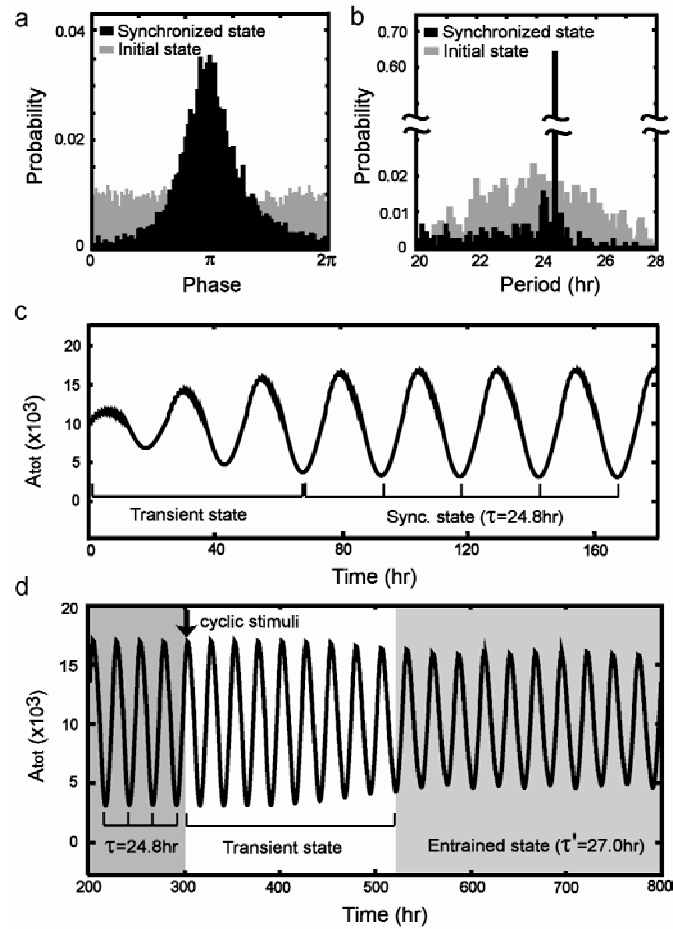 a
b
0.04
0.02
0
Probability
Synchronized state
Initial state
0
π
2π
Phase
0.70
0.60
0.02
0.01
0
Probability
Synchronized state
Initial state
20
22
24
26
28
Period (hr)
c
20
15
10
5
0
Atot (x10³)
Transient state
Sync. state (τ=24.8hr)
0
40
80
120
160
Time (hr)
d
20
15
10
5
0
Atot (x10³)
cyclic stimuli
τ=24.8hr
Transient state
Entrained state (τ'=27.0hr)
200
300
400
500
600
700
800
Time (hr)